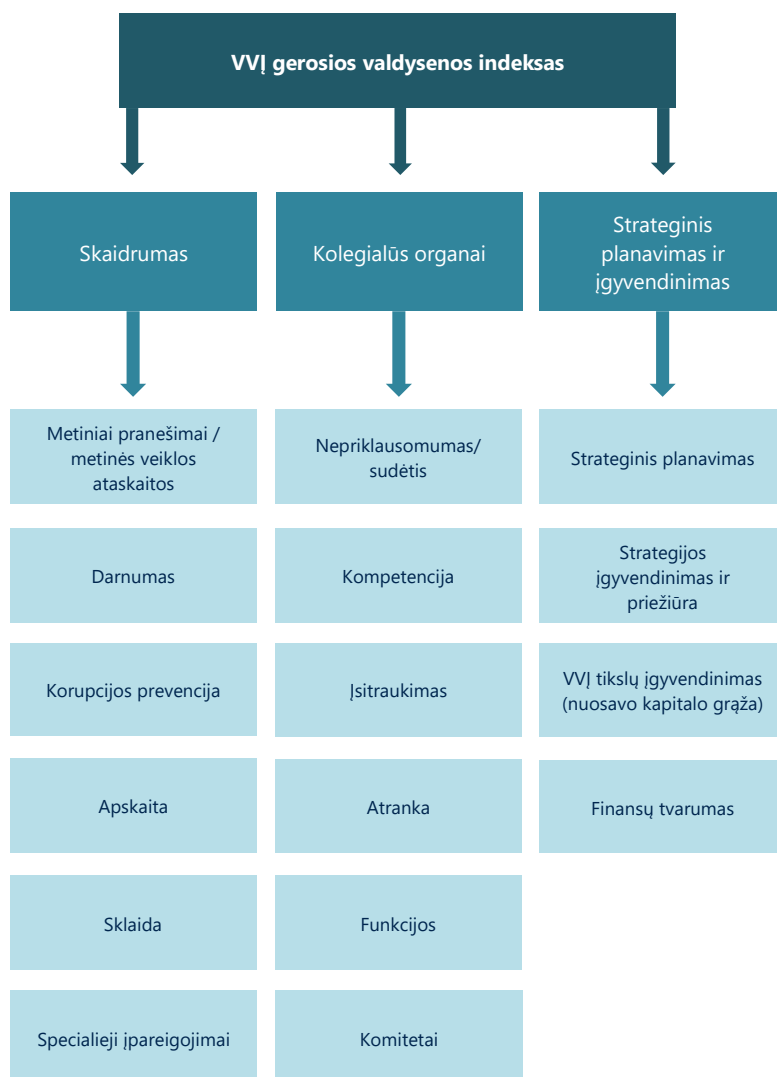 VVĮ gerosios valdysenos indeksas
Skaidrumas
Kolegialūs organai
Strateginis
planavimas ir
įgyvendinimas
Metiniai pranešimai /
metinės veiklos
ataskaitos
Darnumas
Korupcijos prevencija
Apskaita
Sklaida
Specialieji įpareigojimai
Nepriklausomumas/
sudėtis
Kompetencija
Įsitraukimas
Atranka
Funkcijos
Komitetai
Strateginis planavimas
Strategijos
įgyvendinimas ir
priežiūra
VVĮ tikslų įgyvendinimas
(nuosavo kapitalo grąža)
Finansų tvarumas